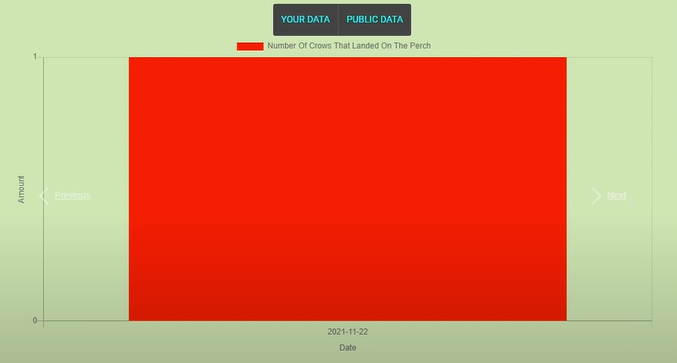 YOUR DATA PUBLIC DATA
Number Of Crows That Landed On The Perch
1
Amount
Previous
Next
0
2021-11-22
Date